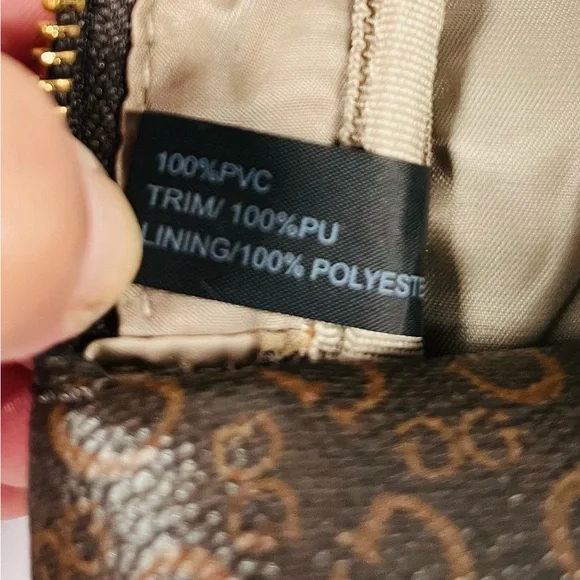 100%PVC
TRIM/ 100%PU
LINING/100% POLYESTE